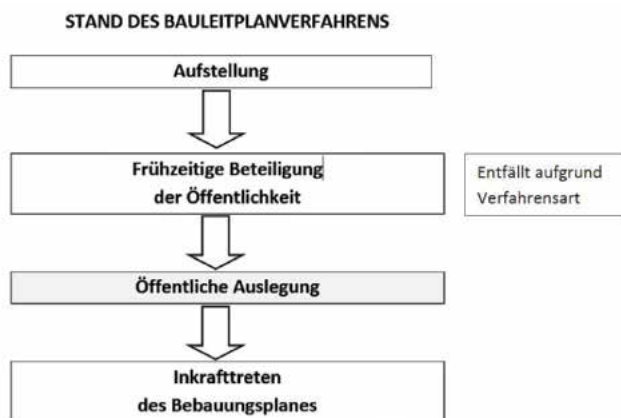 STAND DES BAULEITPLANVERFAHRENS
Aufstellung
Frühzeitige Beteiligung
der Öffentlichkeit
Entfällt aufgrund
Verfahrensart
Öffentliche Auslegung
Inkrafttreten
des Bebauungsplanes